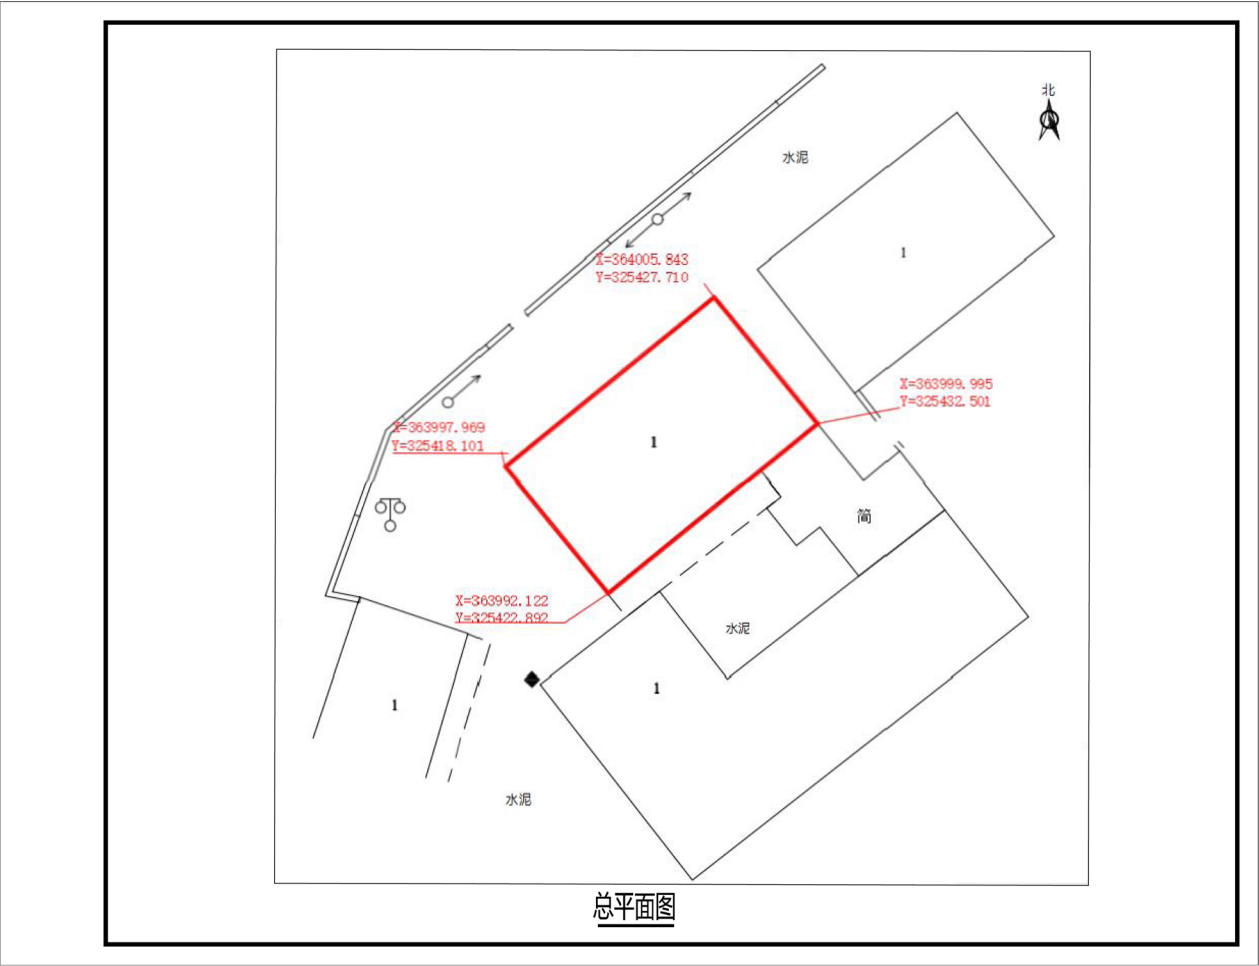 北
水泥
X=364005.843
Y=325427.710
1
X=363999.995
Y=325432.501
X=363997.969
Y=325418.101
1
简
X=363992.122
Y=325422.892
水泥
1
1
水泥
总平面图